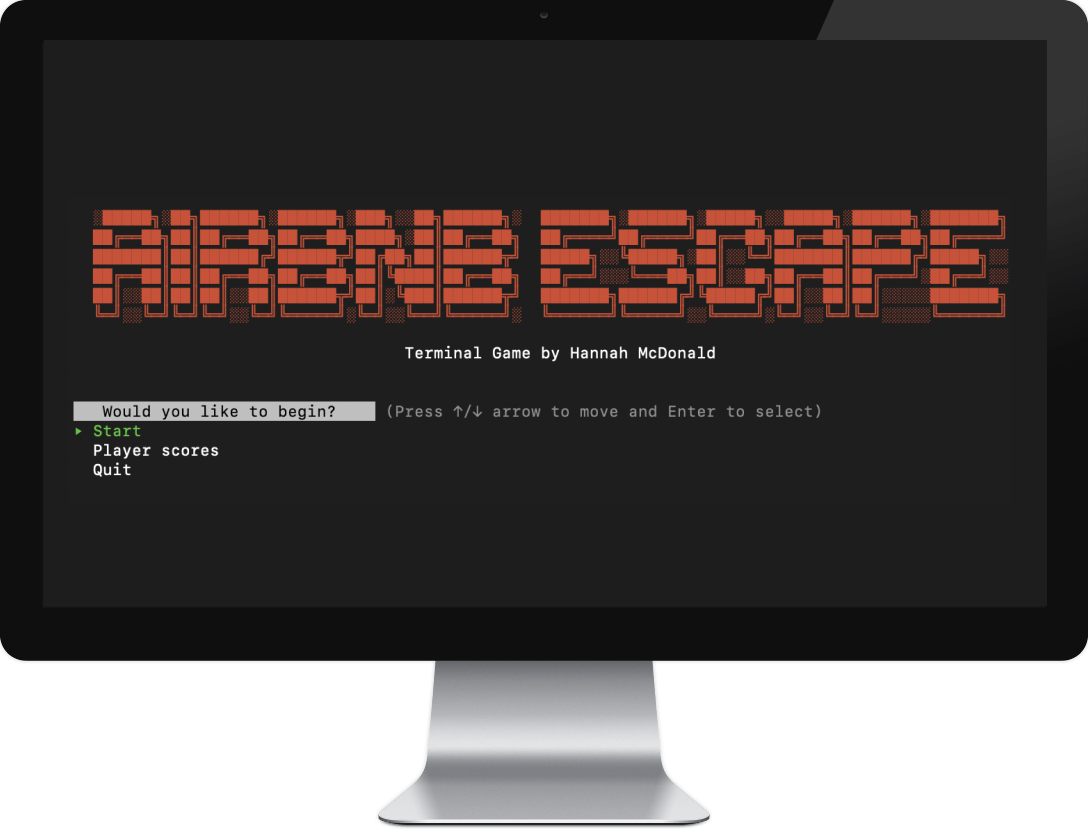 AIRBNB ESCAPE
Terminal Game by Hannah McDonald
Would you like to begin? (Press ↑/↓ arrow to move and Enter to select)
▸ Start
Player scores
Quit